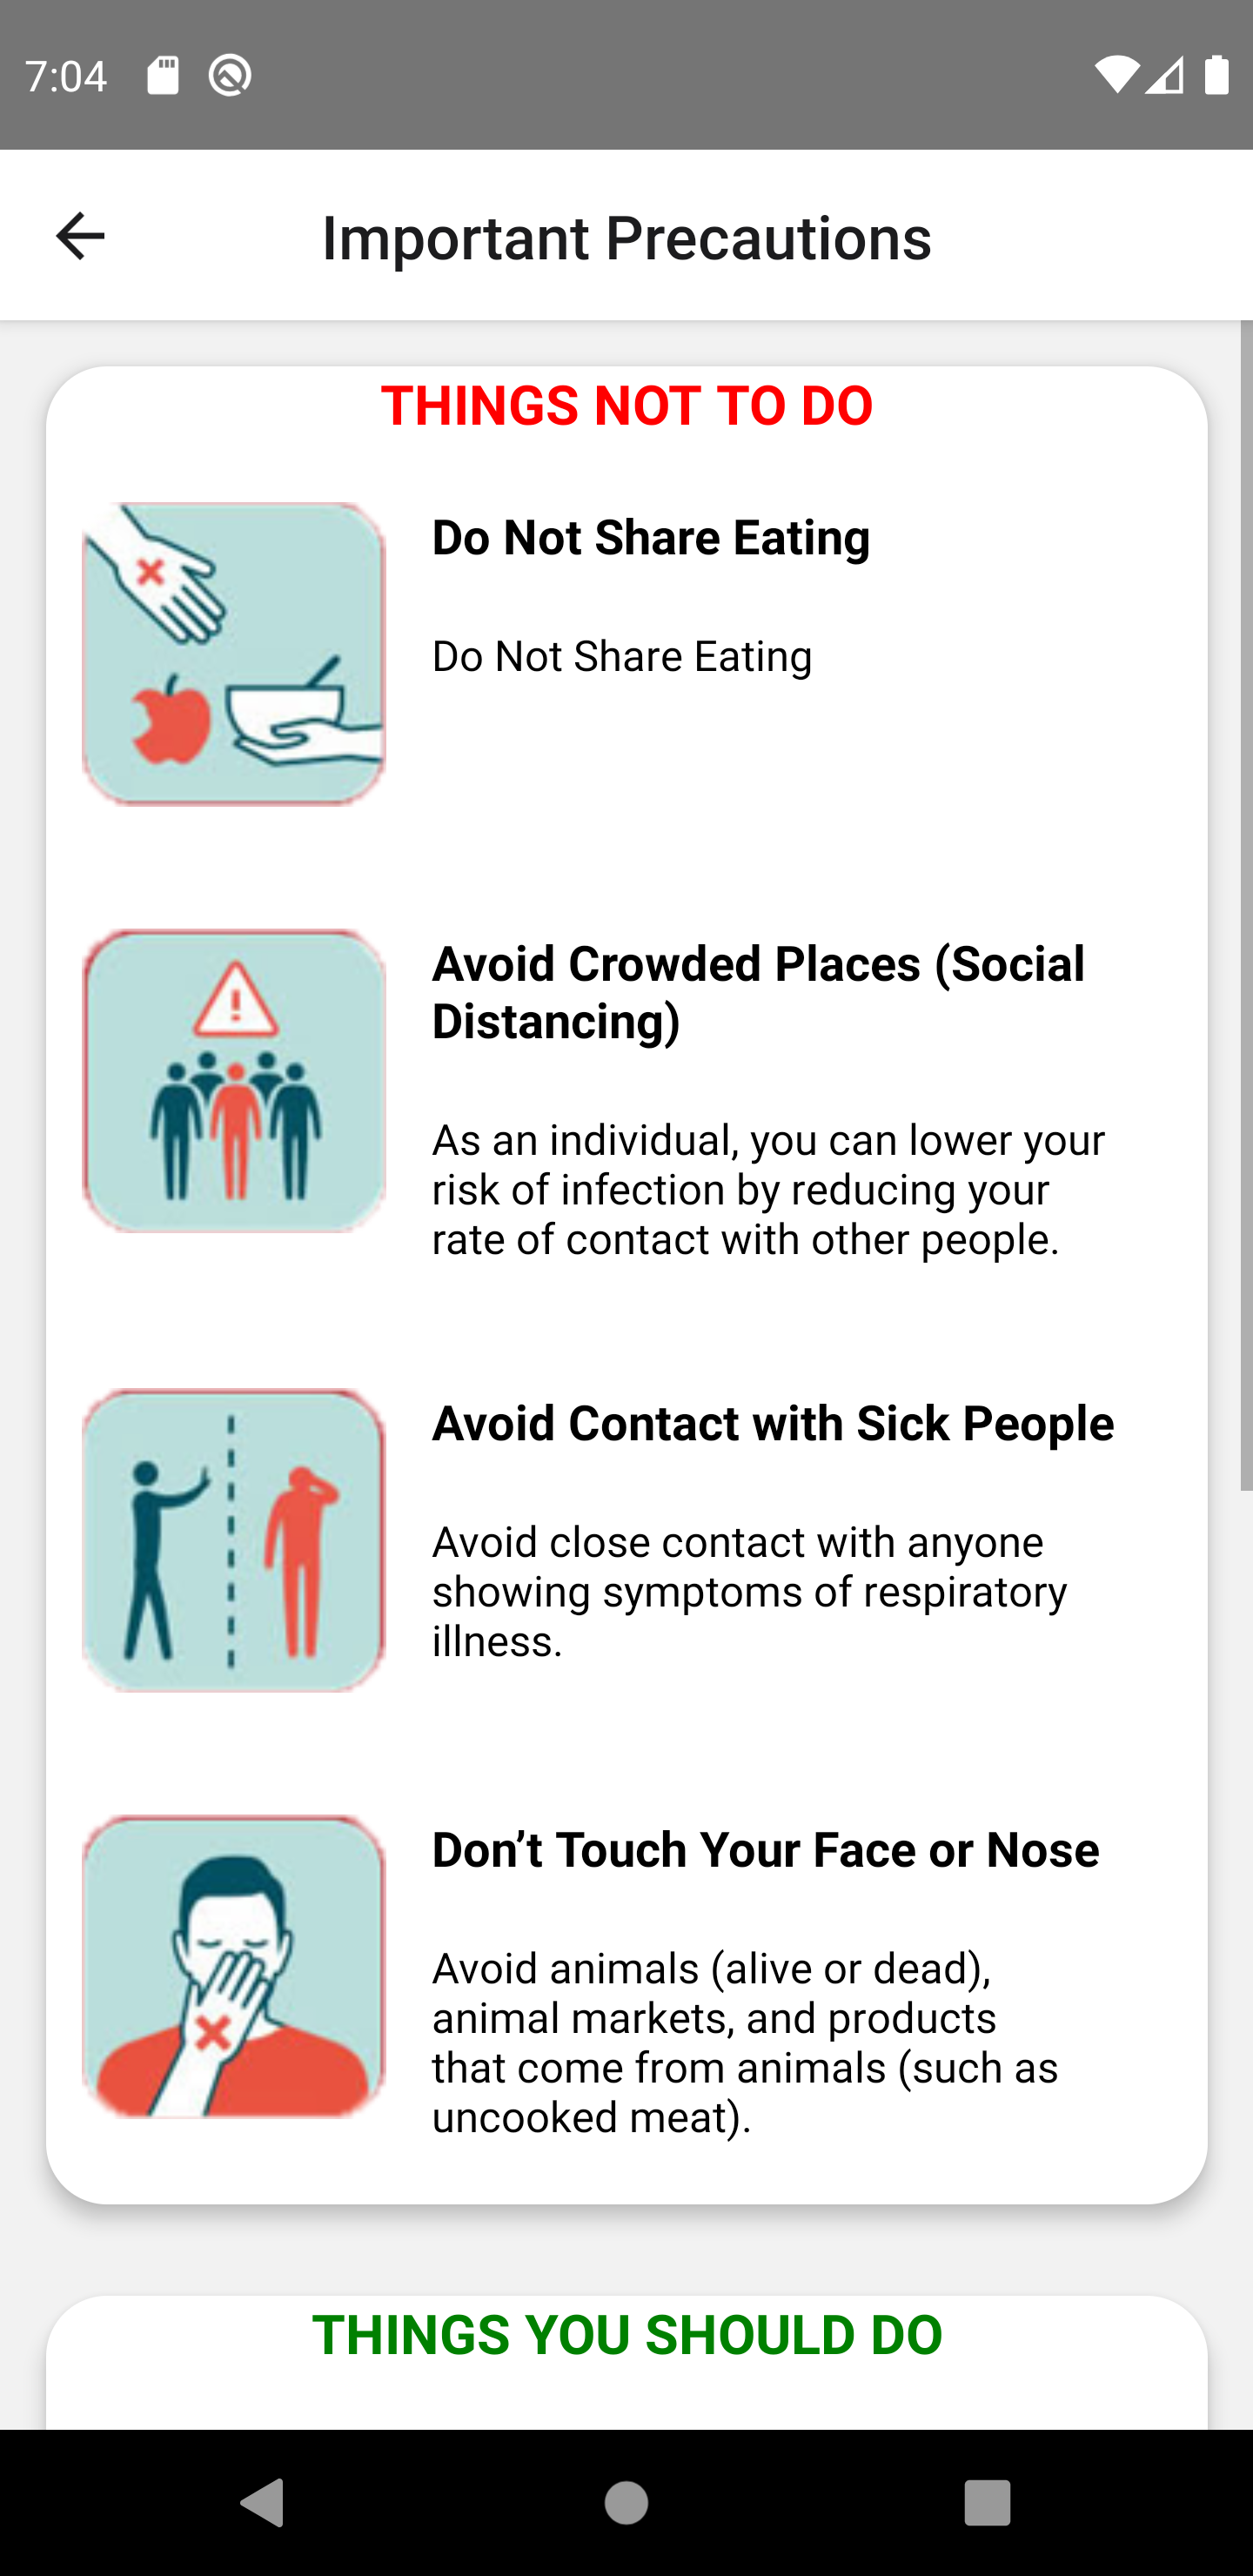 7:04
Important Precautions
THINGS NOT TO DO
Do Not Share Eating
Do Not Share Eating
Avoid Crowded Places (Social
Distancing)
As an individual, you can lower your
risk of infection by reducing your
rate of contact with other people.
Avoid Contact with Sick People
Avoid close contact with anyone
showing symptoms of respiratory
illness.
Don’t Touch Your Face or Nose
Avoid animals (alive or dead),
animal markets, and products
that come from animals (such as
uncooked meat).
THINGS YOU SHOULD DO